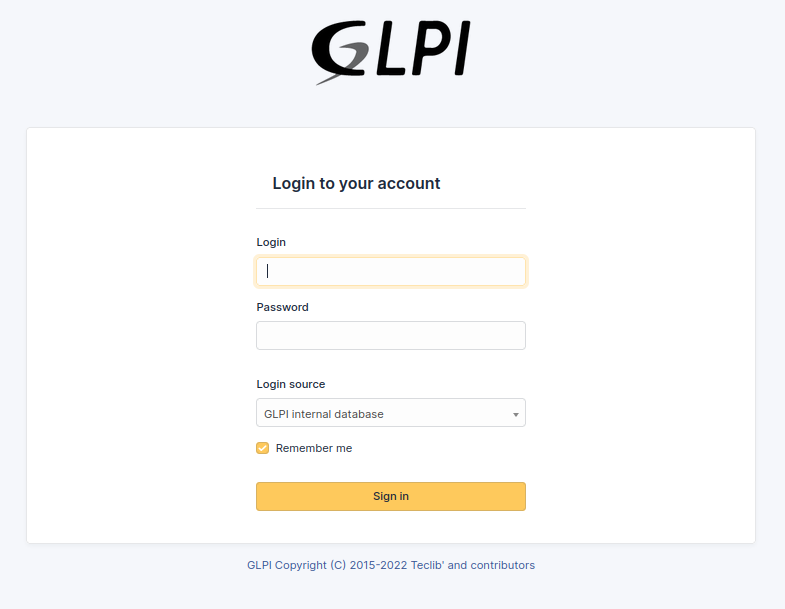 GLPI
Login to your account
Login
Password
Login source
GLPI internal database
Remember me
Sign in
GLPI Copyright (C) 2015-2022 Teclib' and contributors